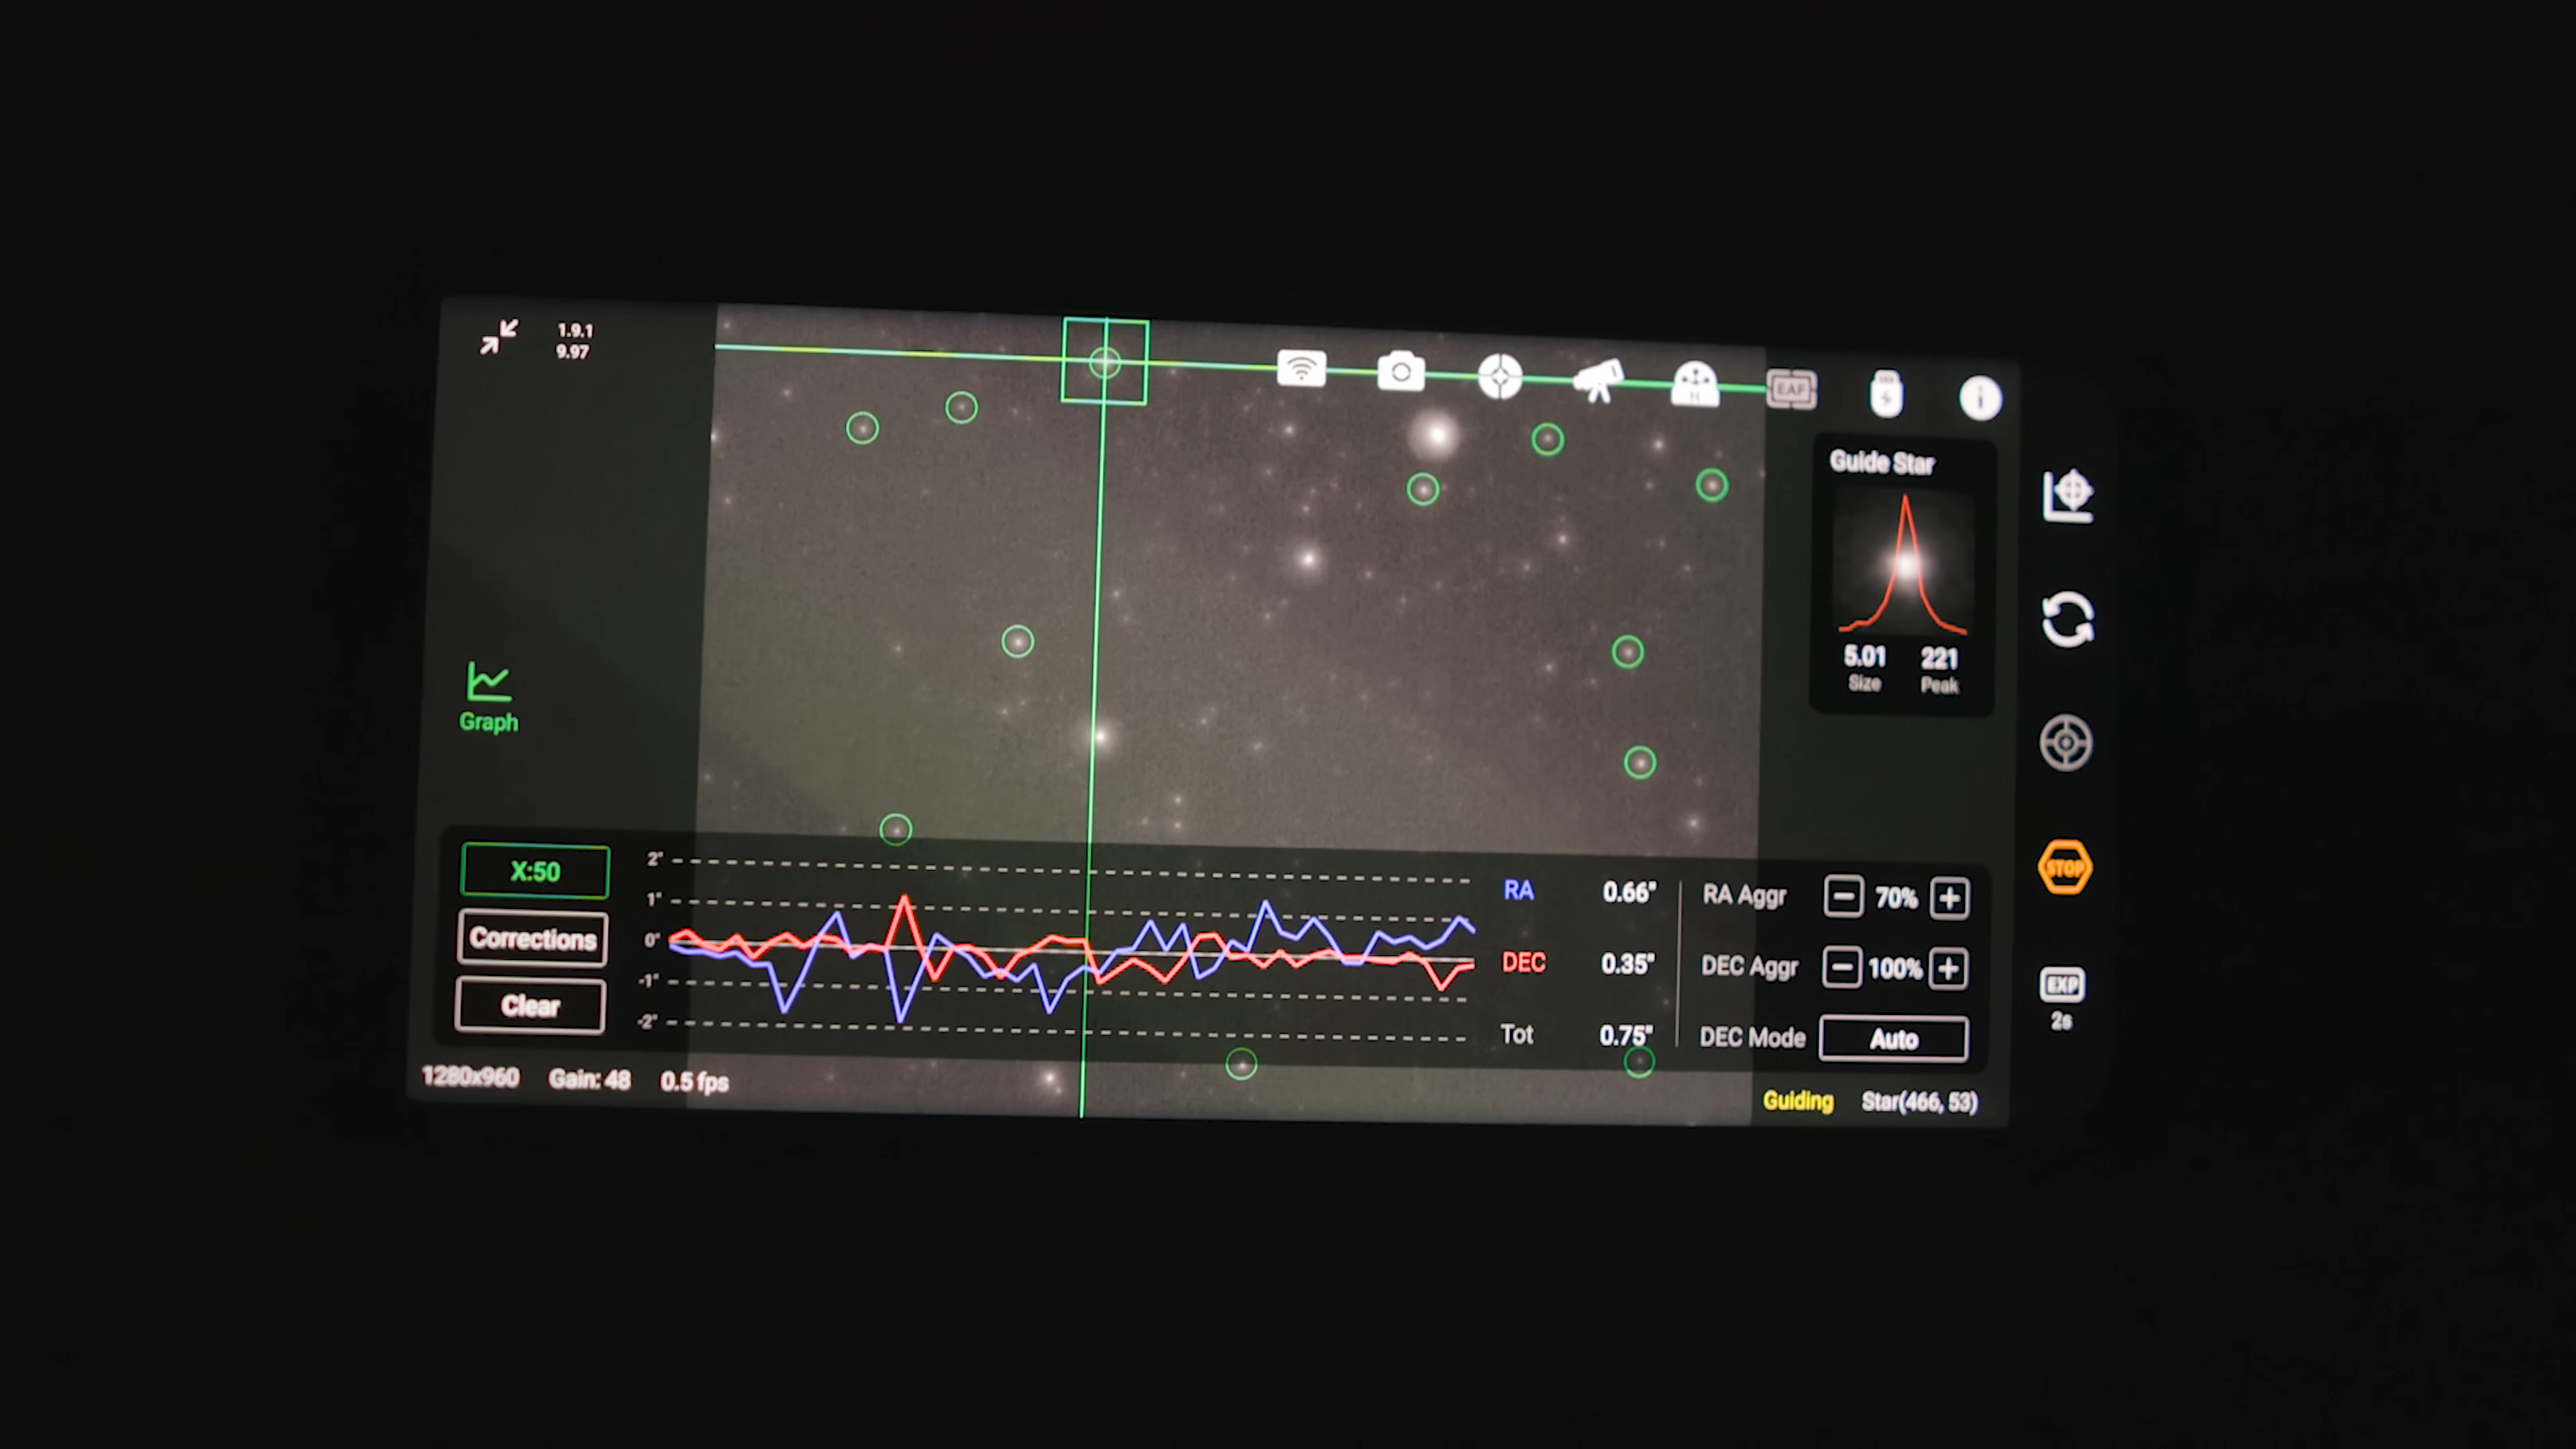 1.9.1
9.97
EAF
Guide Star
5.01 221
Size Peak
Graph
X:50
Corrections
Clear
2"
1"
0"
-1"
-2"
RA 0.66"
DEC 0.35"
Tot 0.75"
RA Aggr 70%
DEC Aggr 100%
DEC Mode Auto
STOP
EXP
2s
1280x960 Gain: 48 0.5 fps
Guiding Star(466, 53)